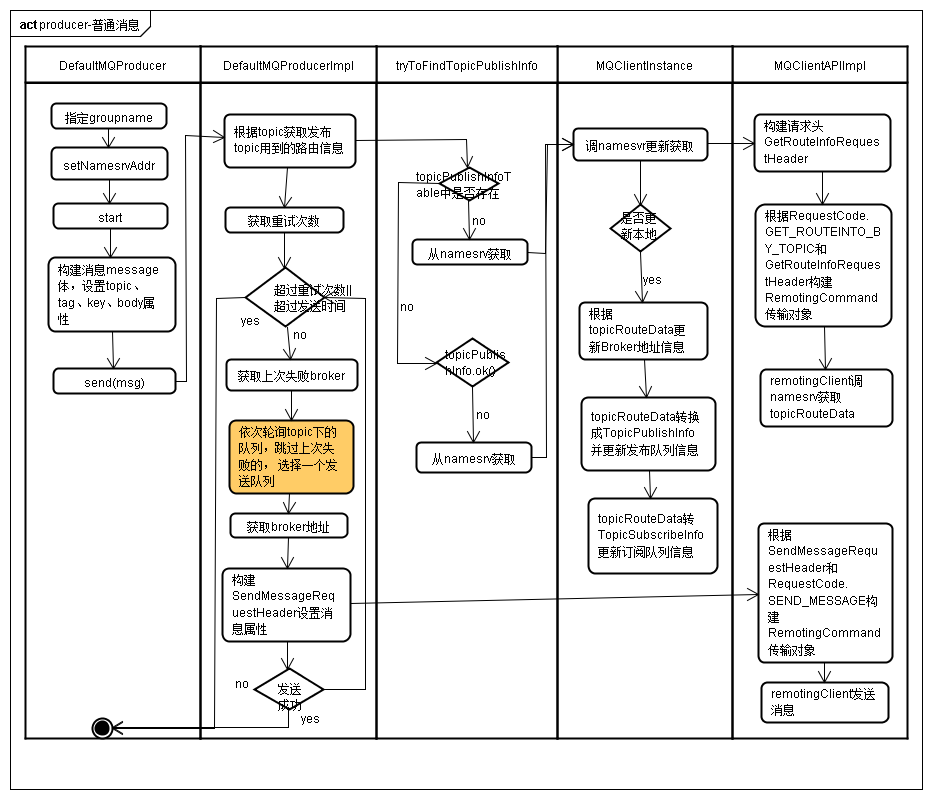 act producer-普通消息
DefaultMQProducer
DefaultMQProducerImpl
tryToFindTopicPublishInfo
MQClientInstance
MQClientAPIImpl
指定groupname
setNamesrvAddr
start
构建消息message
体，设置topic、
tag、key、body属
性
send(msg)
根据topic获取发布
topic用到的路由信息
获取重试次数
超过重试次数||
超过发送时间
yes
no
获取上次失败broker
依次轮询topic下的
队列，跳过上次失
败的，选择一个发
送队列
获取broker地址
构建
SendMessageReq
uestHeader设置消
息属性
no
发送
成功
yes
topicPublishInfoT
able中是否存在
no
从namesrv获取
no
topicPublis
hInfo.ok()
no
从namesrv获取
调namesvr更新获取
是否更
新本地
yes
根据
topicRouteData更
新Broker地址信息
topicRouteData转换
成TopicPublishInfo
并更新发布队列信息
topicRouteData转
TopicSubscribeInfo
更新订阅队列信息
构建请求头
GetRouteInfoReques
tHeader
根据RequestCode.
GET_ROUTEINTO_B
Y_TOPIC和
GetRouteInfoReques
tHeader构建
RemotingCommand
传输对象
remotingClient调
namesrv获取
topicRouteData
根据
SendMessageRequ
estHeader和
RequestCode.
SEND_MESSAGE构
建
RemotingCommand
传输对象
remotingClient发送
消息